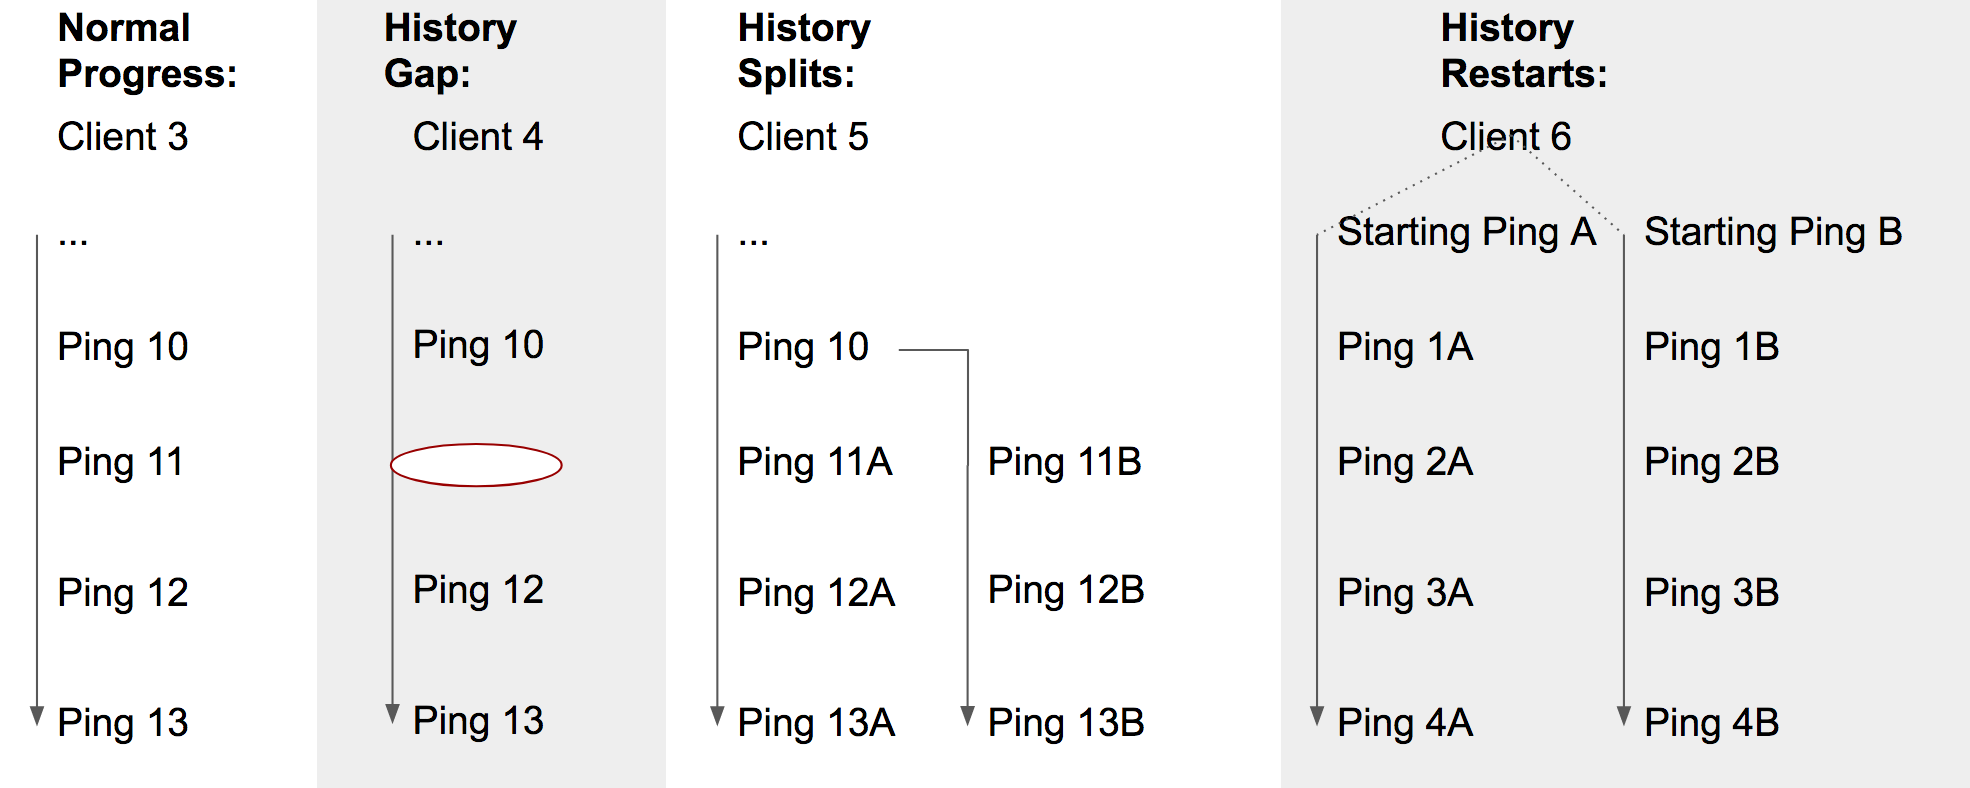 Normal
Progress:
Client 3
...
Ping 10
Ping 11
Ping 12
Ping 13
History
Gap:
Client 4
...
Ping 10
Ping 12
Ping 13
History
Splits:
Client 5
...
Ping 10
Ping 11A
Ping 12A
Ping 13A
Ping 11B
Ping 12B
Ping 13B
History
Restarts:
Client 6
Starting Ping A
Ping 1A
Ping 2A
Ping 3A
Ping 4A
Starting Ping B
Ping 1B
Ping 2B
Ping 3B
Ping 4B